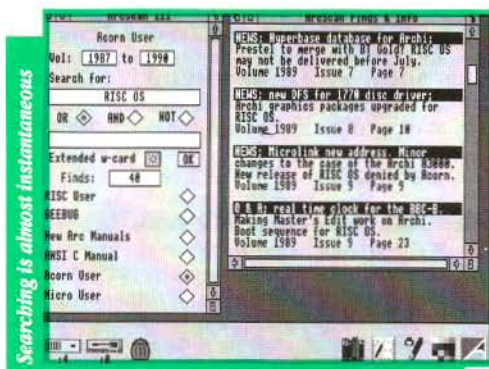 Searching is almost instantaneous
ArcScan III
Acorn User
Vol: 1987 to 1990
Search for:
RISC OS
OR AND NOT
Extended w-card OK
Finds: 40
RISC User
BEEBUG
New Arc Manuals
ANSI C Manual
Acorn User
Micro User
ArcScan Finds & Info
NEWS: Hyperbase database for Archi;
Prestel to merge with BT Gold? RISC OS
may not be delivered before July.
Volume 1989 Issue 7 Page 7
NEWS: new DFS for 1770 disc driver;
Archi graphics packages upgraded for
RISC OS.
Volume 1989 Issue 8 Page 10
NEWS: Microlink new address. Minor
changes to the case of the Archi A3000.
New release of RISC OS denied by Acorn.
Volume 1989 Issue 9 Page 9
Q & A: real time clock for the BBC-B.
Making Master's Edit work on Archi.
Boot sequence for RISC OS.
Volume 1989 Issue 9 Page 23
:4 :0